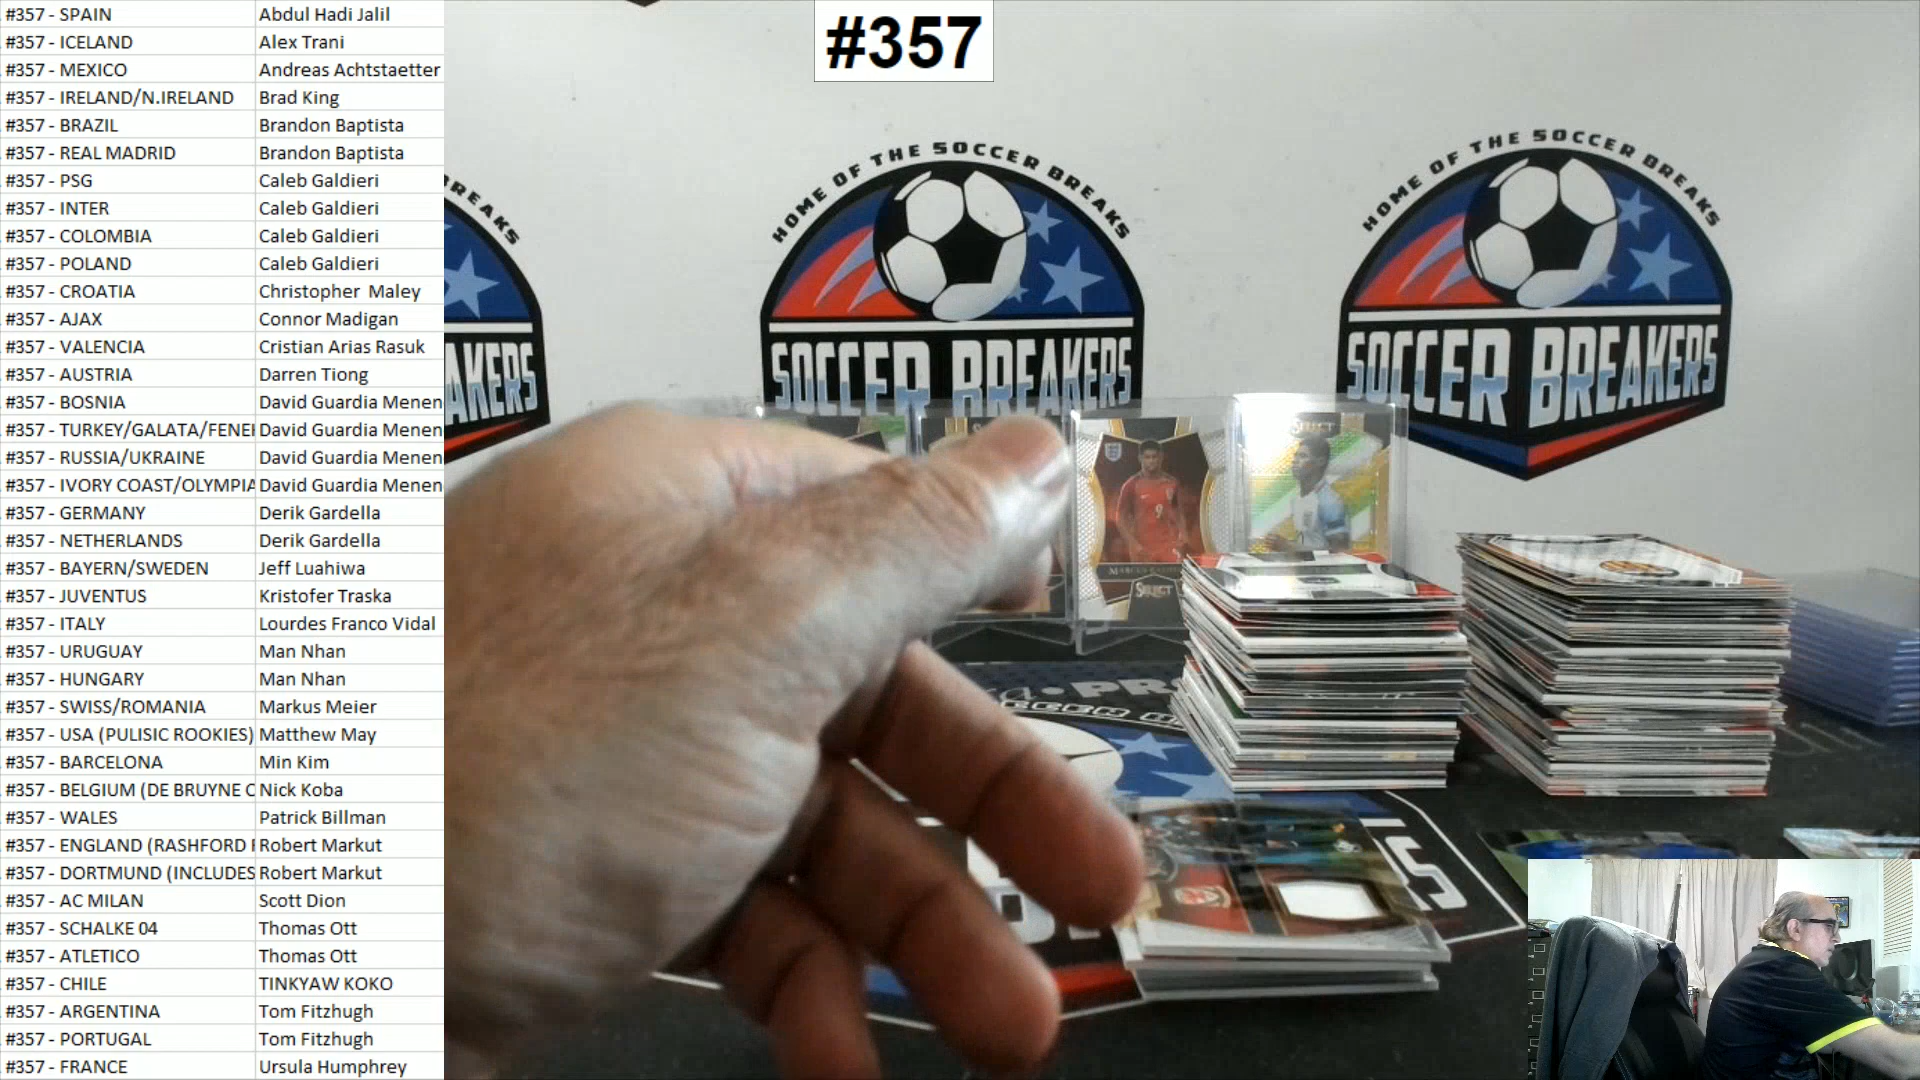 #357 - SPAIN Abdul Hadi Jalil
#357 - ICELAND Alex Trani
#357 - MEXICO Andreas Achtstaetter
#357 - IRELAND/N.IRELAND Brad King
#357 - BRAZIL Brandon Baptista
#357 - REAL MADRID Brandon Baptista
#357 - PSG Caleb Galdieri
#357 - INTER Caleb Galdieri
#357 - COLOMBIA Caleb Galdieri
#357 - POLAND Caleb Galdieri
#357 - CROATIA Christopher Maley
#357 - AJAX Connor Madigan
#357 - VALENCIA Cristian Arias Rasuk
#357 - AUSTRIA Darren Tiong
#357 - BOSNIA David Guardia Menen
#357 - TURKEY/GALATA/FENE David Guardia Menen
#357 - RUSSIA/UKRAINE David Guardia Menen
#357 - IVORY COAST/OLYMPIA David Guardia Menen
#357 - GERMANY Derik Gardella
#357 - NETHERLANDS Derik Gardella
#357 - BAYERN/SWEDEN Jeff Luahiwa
#357 - JUVENTUS Kristofer Traska
#357 - ITALY Lourdes Franco Vidal
#357 - URUGUAY Man Nhan
#357 - HUNGARY Man Nhan
#357 - SWISS/ROMANIA Markus Meier
#357 - USA (PULISIC ROOKIES) Matthew May
#357 - BARCELONA Min Kim
#357 - BELGIUM (DE BRUYNE C Nick Koba
#357 - WALES Patrick Billman
#357 - ENGLAND (RASHFORD Robert Markut
#357 - DORTMUND (INCLUDES Robert Markut
#357 - AC MILAN Scott Dion
#357 - SCHALKE 04 Thomas Ott
#357 - ATLETICO Thomas Ott
#357 - CHILE TINKYAW KOKO
#357 - ARGENTINA Tom Fitzhugh
#357 - PORTUGAL Tom Fitzhugh
#357 - FRANCE Ursula Humphrey
#357
BREAKS
AKERS
HOME OF THE SOCCER BREAKS
SOCCER BREAKERS
HOME OF THE SOCCER BREAKS
SOCCER BREAKERS
SELECT
9
MARCUS
SELECT